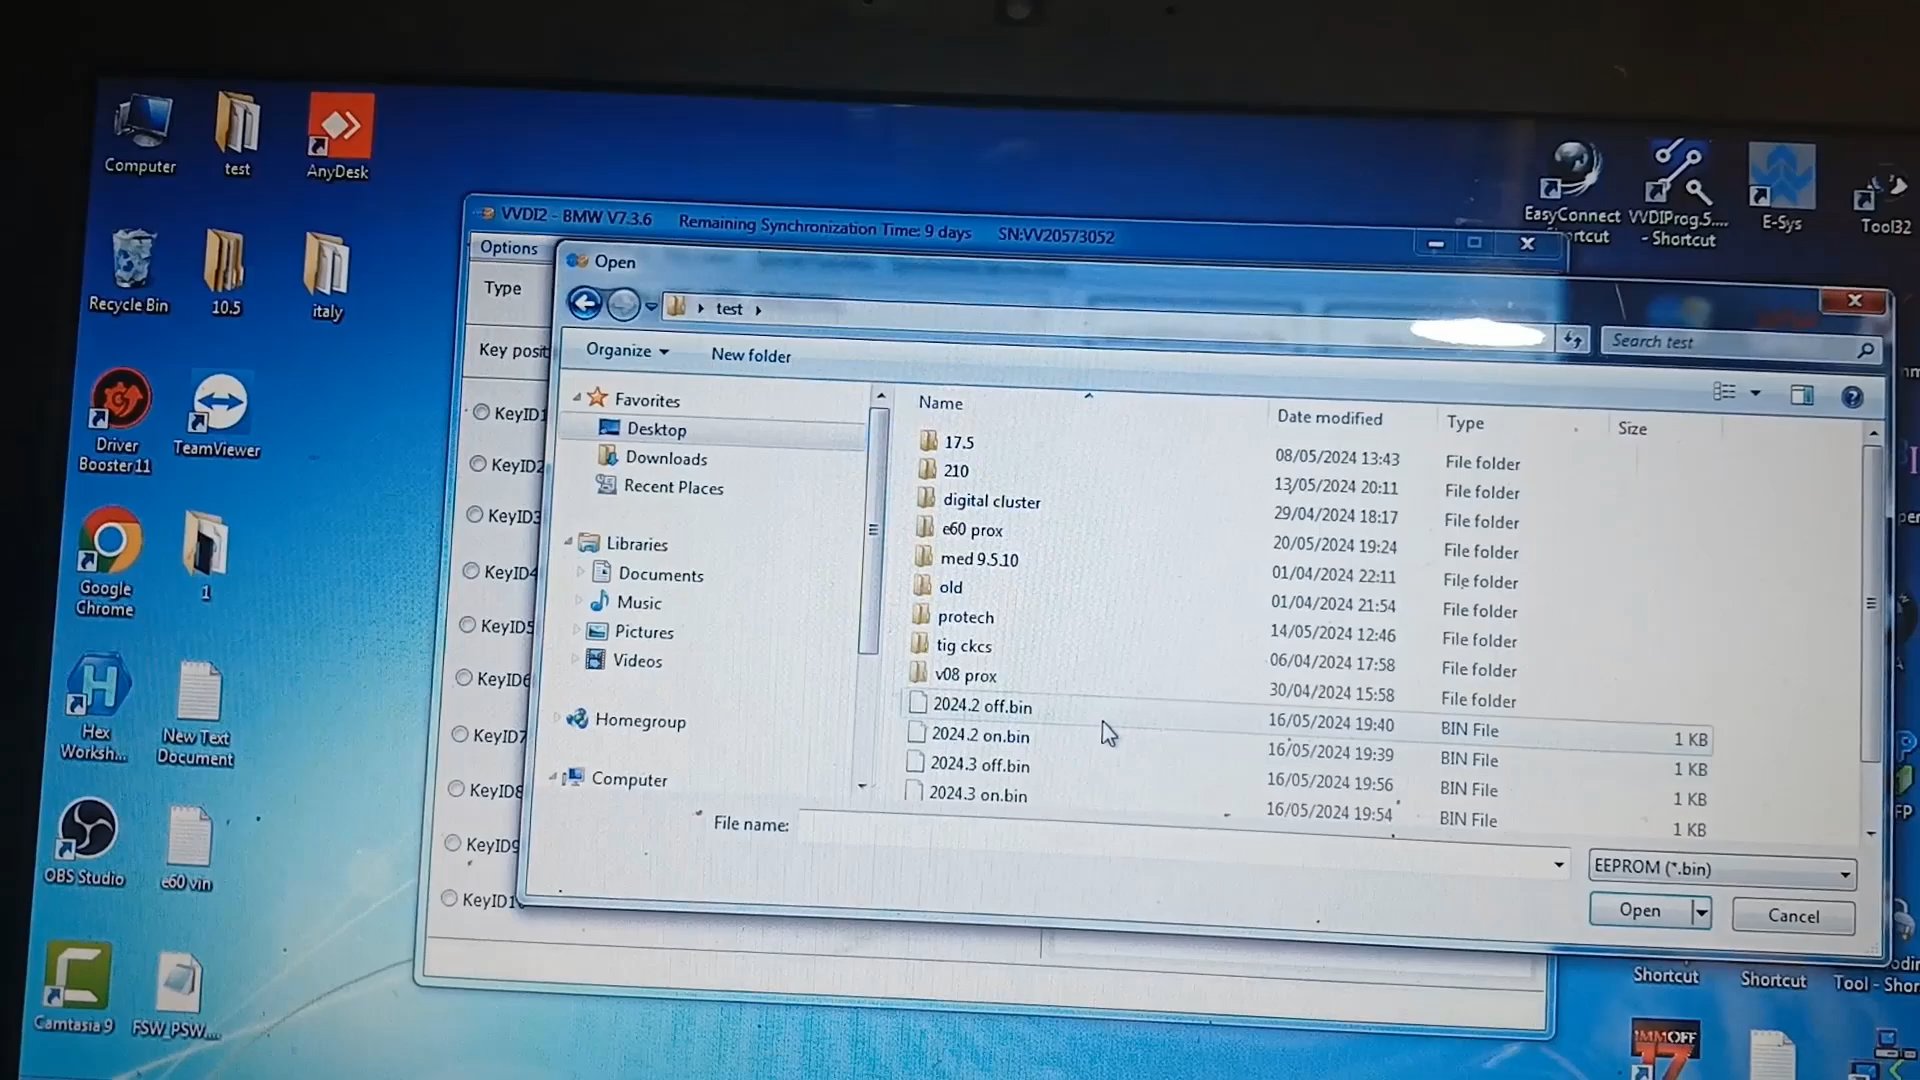 Computer
test
AnyDesk
Recycle Bin
10.5
italy
Driver
Booster 11
TeamViewer
Google
Chrome
1
Hex
Worksh...
New Text
Document
OBS Studio
e60 vin
Camtasia 9
FSW_PSW....
EasyConnect
Shortcut
VVDIProg.5....
- Shortcut
E-Sys
Tool32
VVDI2 - BMW V7.3.6 Remaining Synchronization Time: 9 days SN:VV20573052
Options
Type
Key posit
KeyID1
KeyID2
KeyID3
KeyID4
KeyID5
KeyID6
KeyID7
KeyID8
KeyID9
KeyID1
Open
test
Search test
Organize
New folder
Favorites
Desktop
Downloads
Recent Places
Libraries
Documents
Music
Pictures
Videos
Homegroup
Computer
Name Date modified Type Size
17.5 08/05/2024 13:43 File folder
210 13/05/2024 20:11 File folder
digital cluster 29/04/2024 18:17 File folder
e60 prox 20/05/2024 19:24 File folder
med 9.5.10 01/04/2024 22:11 File folder
old 01/04/2024 21:54 File folder
protech 14/05/2024 12:46 File folder
tig ckcs 06/04/2024 17:58 File folder
v08 prox 30/04/2024 15:58 File folder
2024.2 off.bin 16/05/2024 19:40 BIN File 1 KB
2024.2 on.bin 16/05/2024 19:39 BIN File 1 KB
2024.3 off.bin 16/05/2024 19:56 BIN File 1 KB
2024.3 on.bin 16/05/2024 19:54 BIN File 1 KB
File name:
EEPROM (*.bin)
Open
Cancel
Shortcut
Shortcut
Tool - Shor
IMMOFF
17